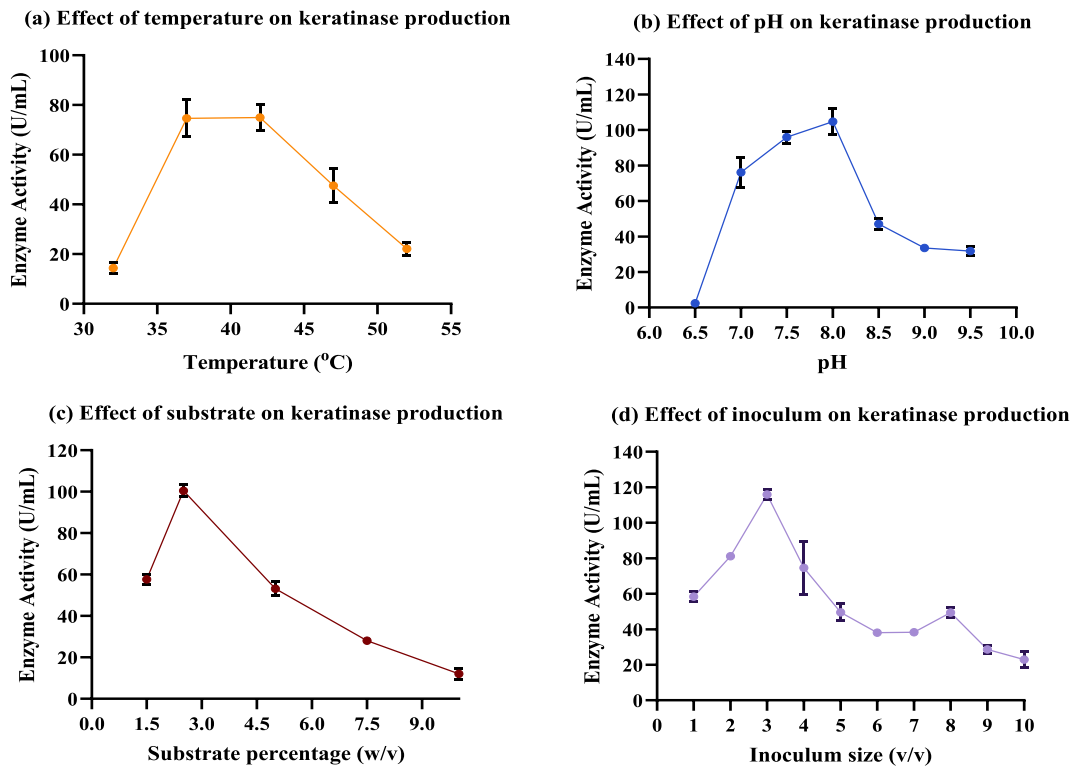 (a) Effect of temperature on keratinase production
Enzyme Activity (U/mL)
100
80
60
40
20
0
30 35 40 45 50 55
Temperature (°C)
(b) Effect of pH on keratinase production
Enzyme Activity (U/mL)
140
120
100
80
60
40
20
0
6.0 6.5 7.0 7.5 8.0 8.5 9.0 9.5 10.0
pH
(c) Effect of substrate on keratinase production
Enzyme Activity (U/mL)
120
100
80
60
40
20
0
0.0 1.5 3.0 4.5 6.0 7.5 9.0
Substrate percentage (w/v)
(d) Effect of inoculum on keratinase production
Enzyme Activity (U/mL)
140
120
100
80
60
40
20
0
0 1 2 3 4 5 6 7 8 9 10
Inoculum size (v/v)